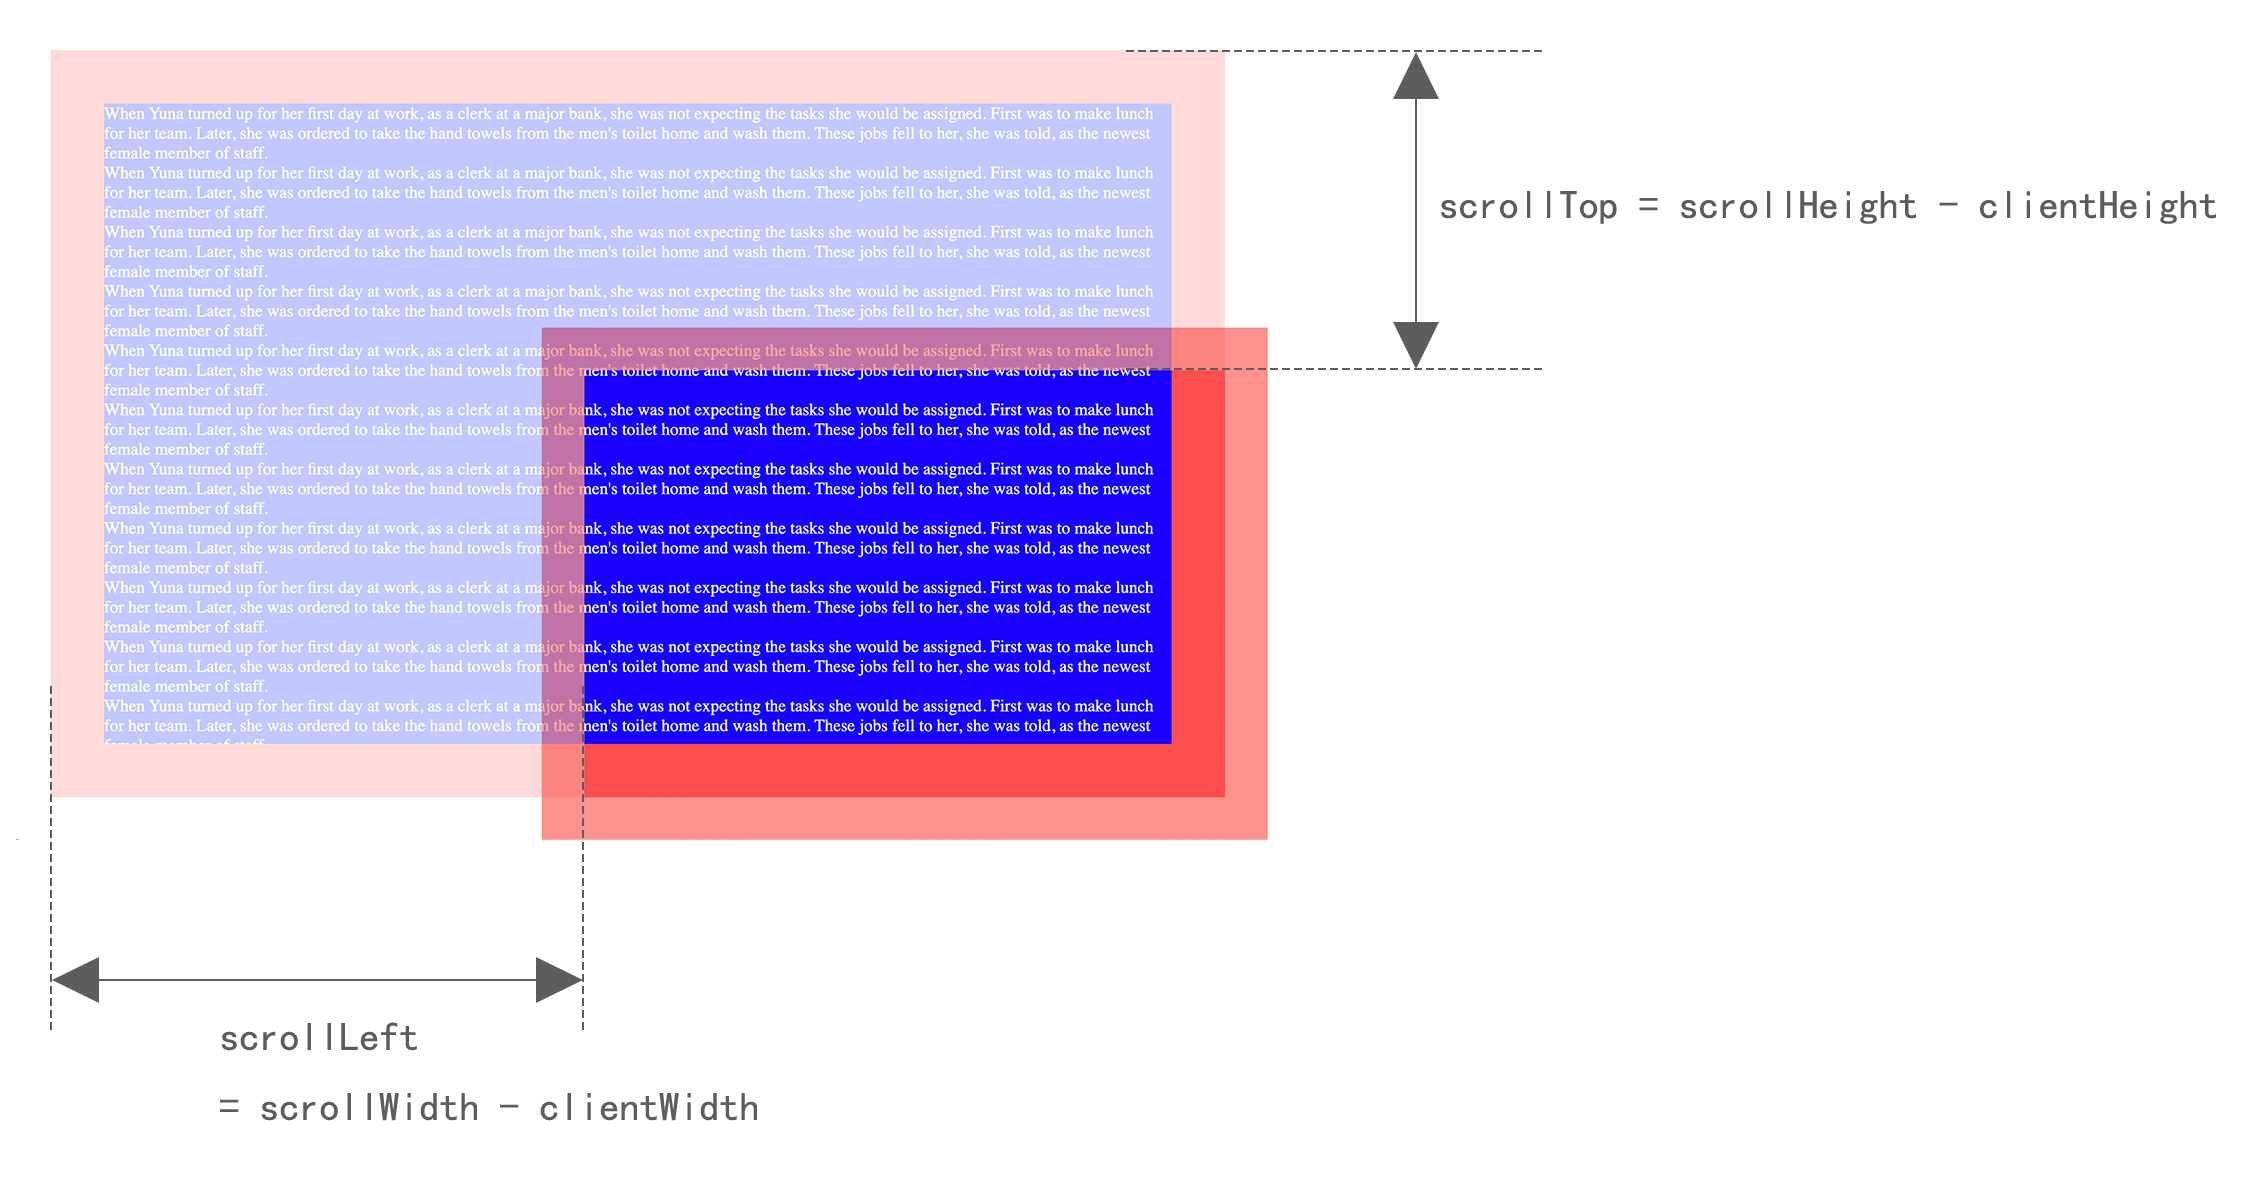 When Yuna turned up for her first day at work, as a clerk at a major bank, she was not expecting the tasks she would be assigned. First was to make lunch
for her team. Later, she was ordered to take the hand towels from the men's toilet home and wash them. These jobs fell to her, she was told, as the newest
female member of staff.
When Yuna turned up for her first day at work, as a clerk at a major bank, she was not expecting the tasks she would be assigned. First was to make lunch
for her team. Later, she was ordered to take the hand towels from the men's toilet home and wash them. These jobs fell to her, she was told, as the newest
female member of staff.
When Yuna turned up for her first day at work, as a clerk at a major bank, she was not expecting the tasks she would be assigned. First was to make lunch
for her team. Later, she was ordered to take the hand towels from the men's toilet home and wash them. These jobs fell to her, she was told, as the newest
female member of staff.
When Yuna turned up for her first day at work, as a clerk at a major bank, she was not expecting the tasks she would be assigned. First was to make lunch
for her team. Later, she was ordered to take the hand towels from the men's toilet home and wash them. These jobs fell to her, she was told, as the newest
female member of staff.
When Yuna turned up for her first day at work, as a clerk at a major bank, she was not expecting the tasks she would be assigned. First was to make lunch
for her team. Later, she was ordered to take the hand towels from the men's toilet home and wash them. These jobs fell to her, she was told, as the newest
female member of staff.
When Yuna turned up for her first day at work, as a clerk at a major bank, she was not expecting the tasks she would be assigned. First was to make lunch
for her team. Later, she was ordered to take the hand towels from the men's toilet home and wash them. These jobs fell to her, she was told, as the newest
female member of staff.
When Yuna turned up for her first day at work, as a clerk at a major bank, she was not expecting the tasks she would be assigned. First was to make lunch
for her team. Later, she was ordered to take the hand towels from the men's toilet home and wash them. These jobs fell to her, she was told, as the newest
female member of staff.
When Yuna turned up for her first day at work, as a clerk at a major bank, she was not expecting the tasks she would be assigned. First was to make lunch
for her team. Later, she was ordered to take the hand towels from the men's toilet home and wash them. These jobs fell to her, she was told, as the newest
female member of staff.
When Yuna turned up for her first day at work, as a clerk at a major bank, she was not expecting the tasks she would be assigned. First was to make lunch
for her team. Later, she was ordered to take the hand towels from the men's toilet home and wash them. These jobs fell to her, she was told, as the newest
female member of staff.
When Yuna turned up for her first day at work, as a clerk at a major bank, she was not expecting the tasks she would be assigned. First was to make lunch
for her team. Later, she was ordered to take the hand towels from the men's toilet home and wash them. These jobs fell to her, she was told, as the newest
female member of staff.
When Yuna turned up for her first day at work, as a clerk at a major bank, she was not expecting the tasks she would be assigned. First was to make lunch
for her team. Later, she was ordered to take the hand towels from the men's toilet home and wash them. These jobs fell to her, she was told, as the newest
scrollTop = scrollHeight - clientHeight
scrollLeft
= scrollWidth - clientWidth